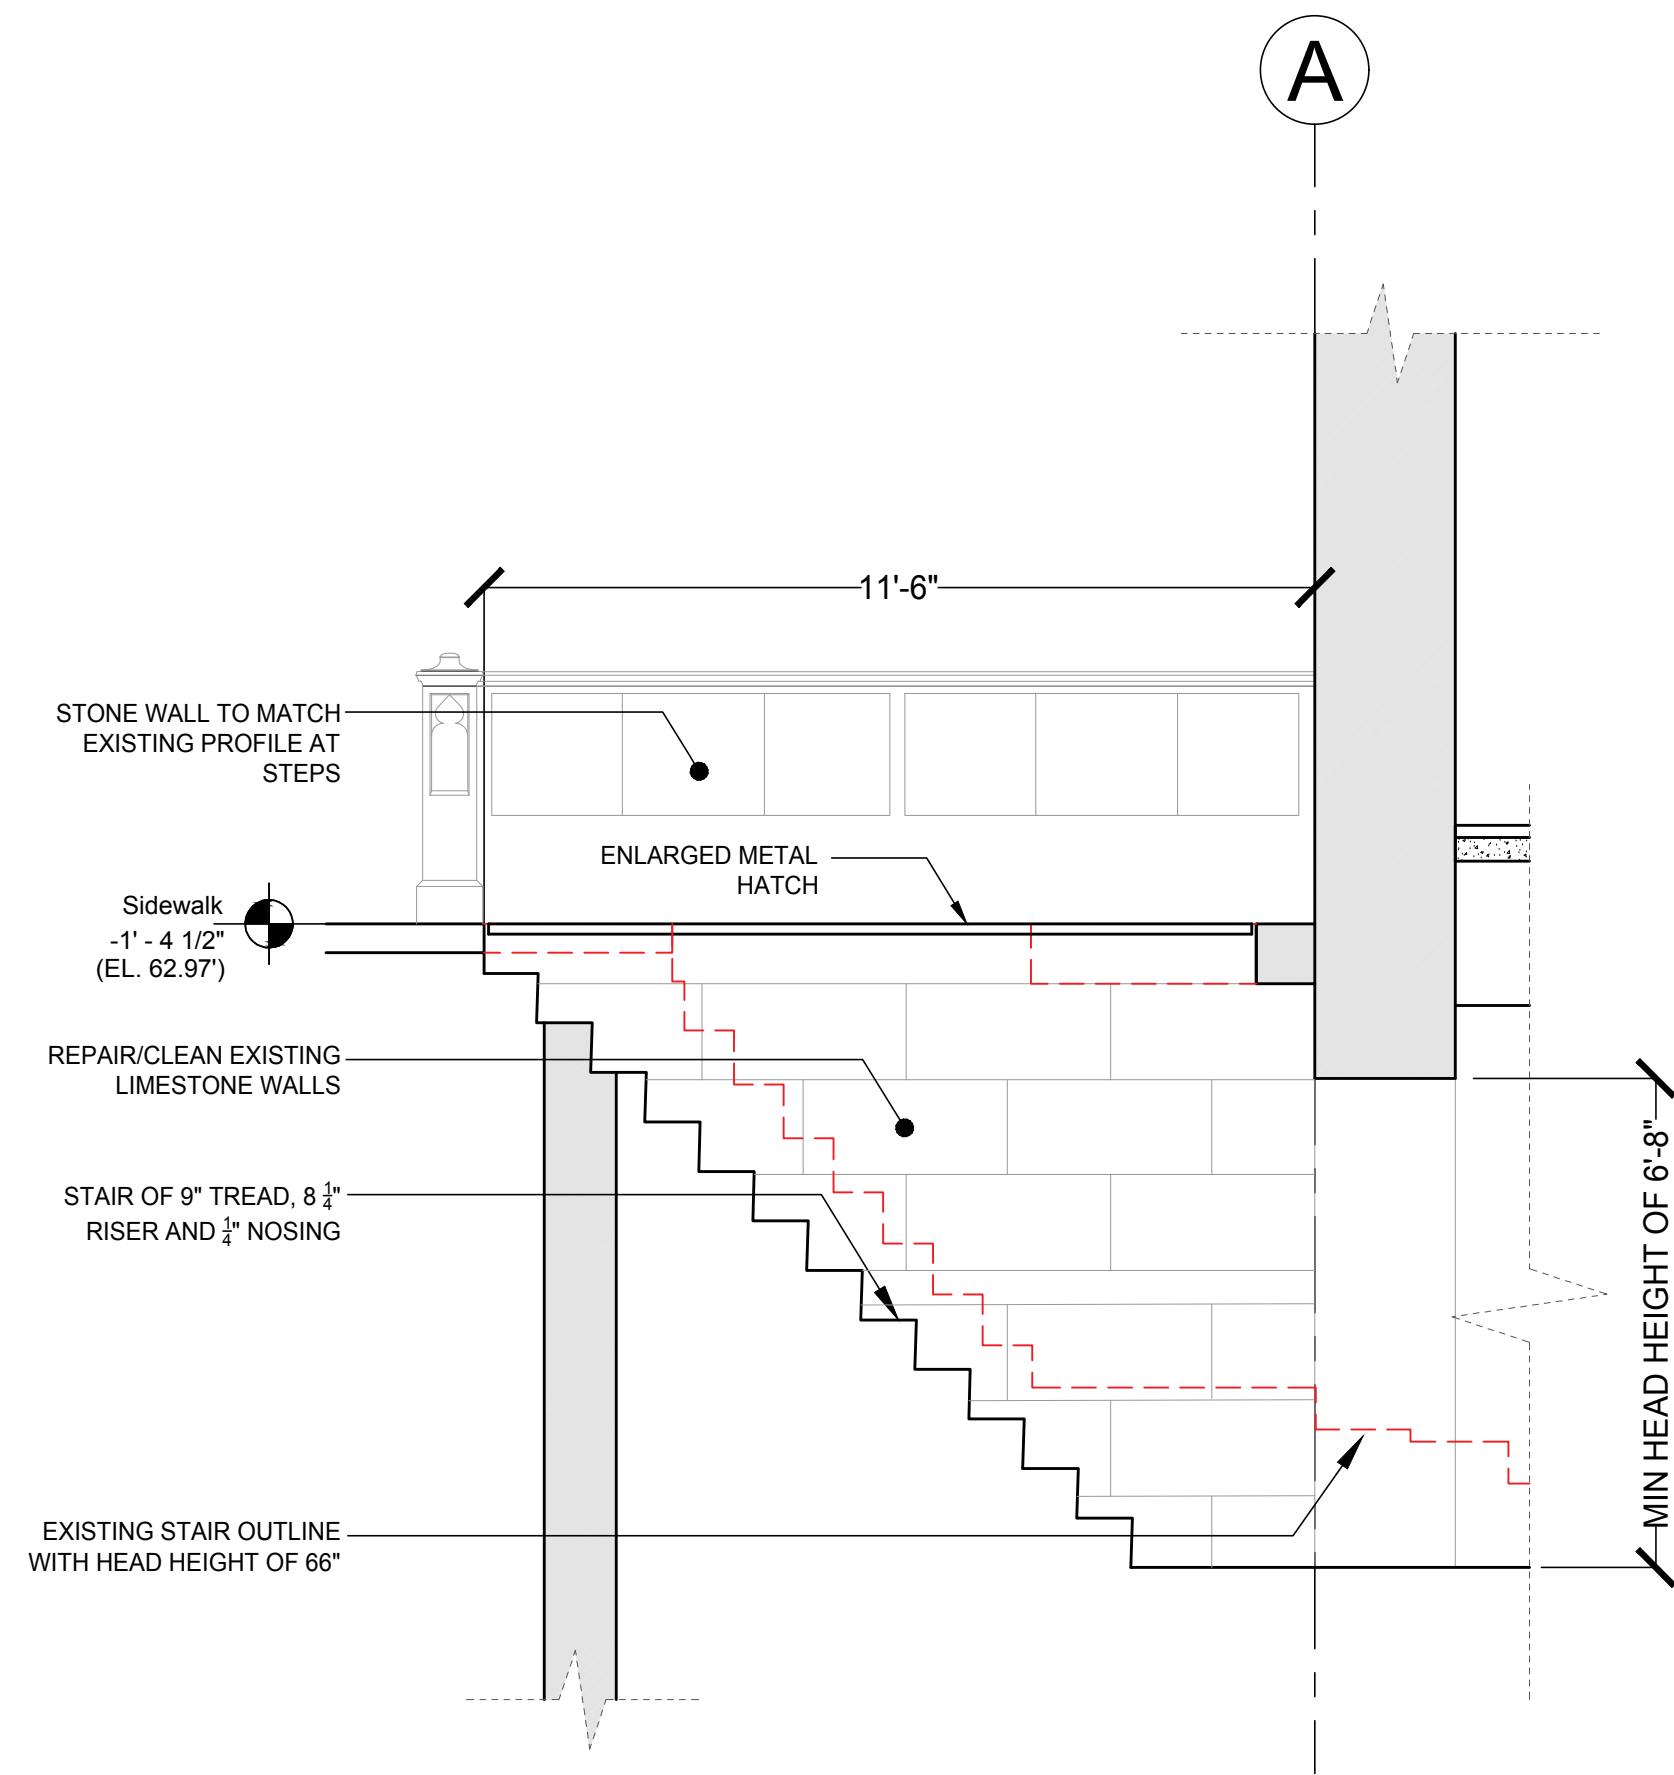 A
11'-6"
STONE WALL TO MATCH
EXISTING PROFILE AT
STEPS
ENLARGED METAL
HATCH
Sidewalk
-1' - 4 1/2"
(EL. 62.97')
REPAIR/CLEAN EXISTING
LIMESTONE WALLS
STAIR OF 9" TREAD, 8 1/4"
RISER AND 1/4" NOSING
MIN HEAD HEIGHT OF 6'-8"
EXISTING STAIR OUTLINE
WITH HEAD HEIGHT OF 66"